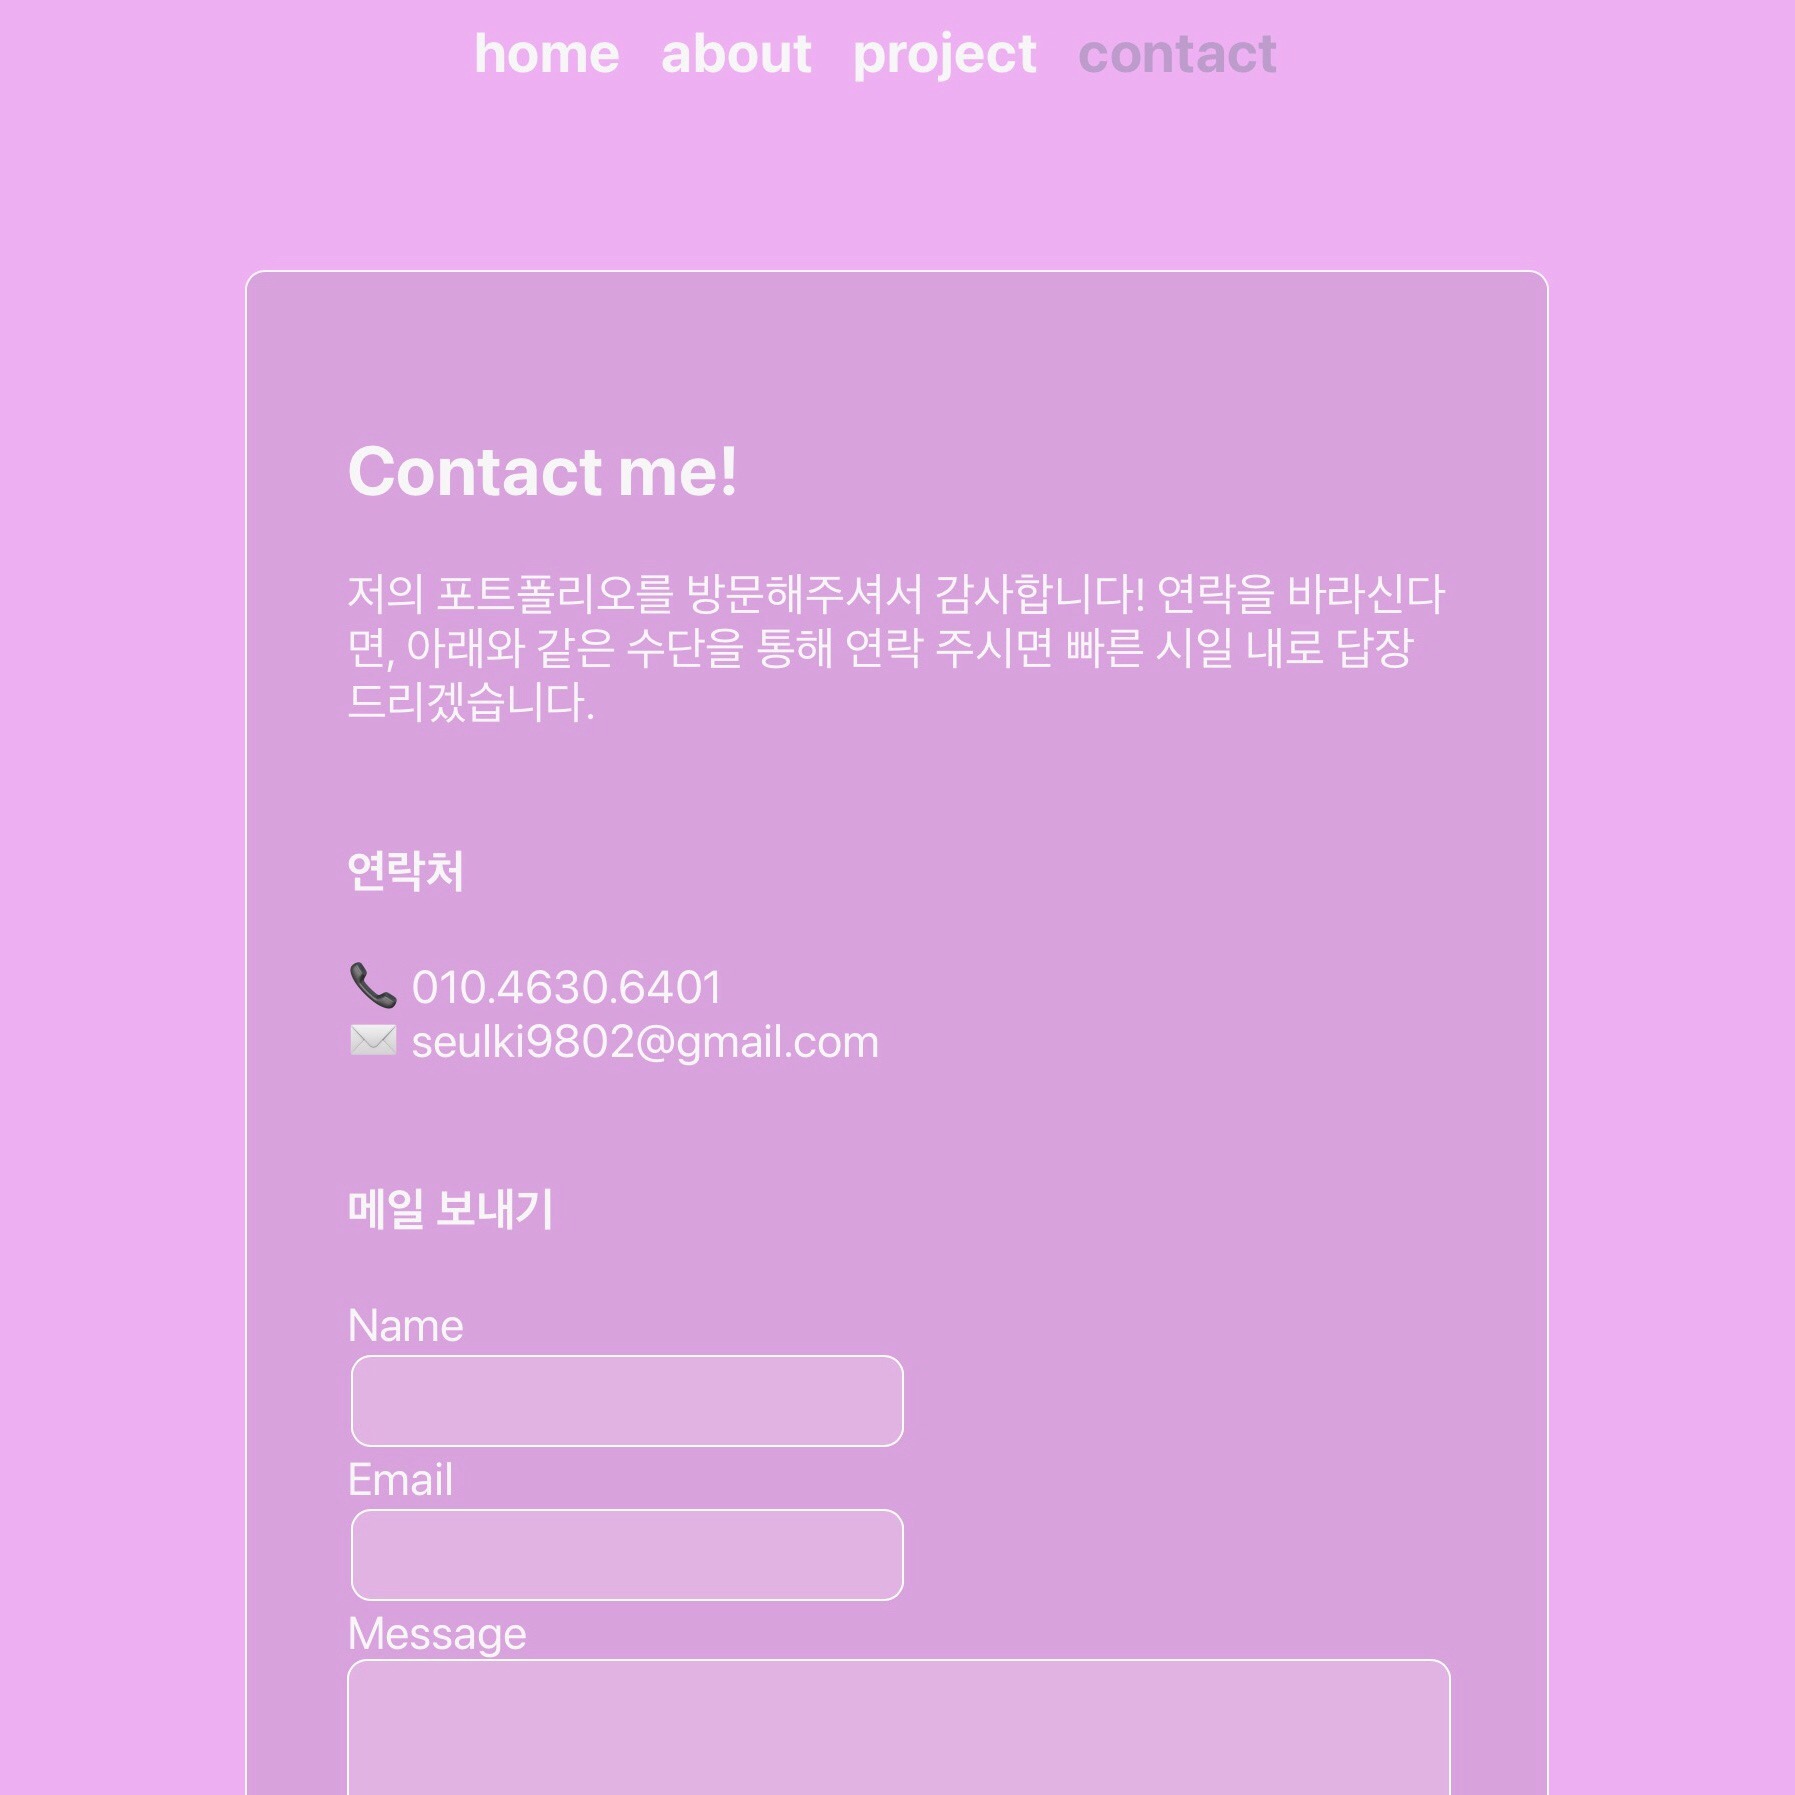 home about project contact
Contact me!
저의 포트폴리오를 방문해주셔서 감사합니다! 연락을 바라신다
면, 아래와 같은 수단을 통해 연락 주시면 빠른 시일 내로 답장
드리겠습니다.
연락처
📞 010.4630.6401
✉️ seulki9802@gmail.com
메일 보내기
Name
Email
Message